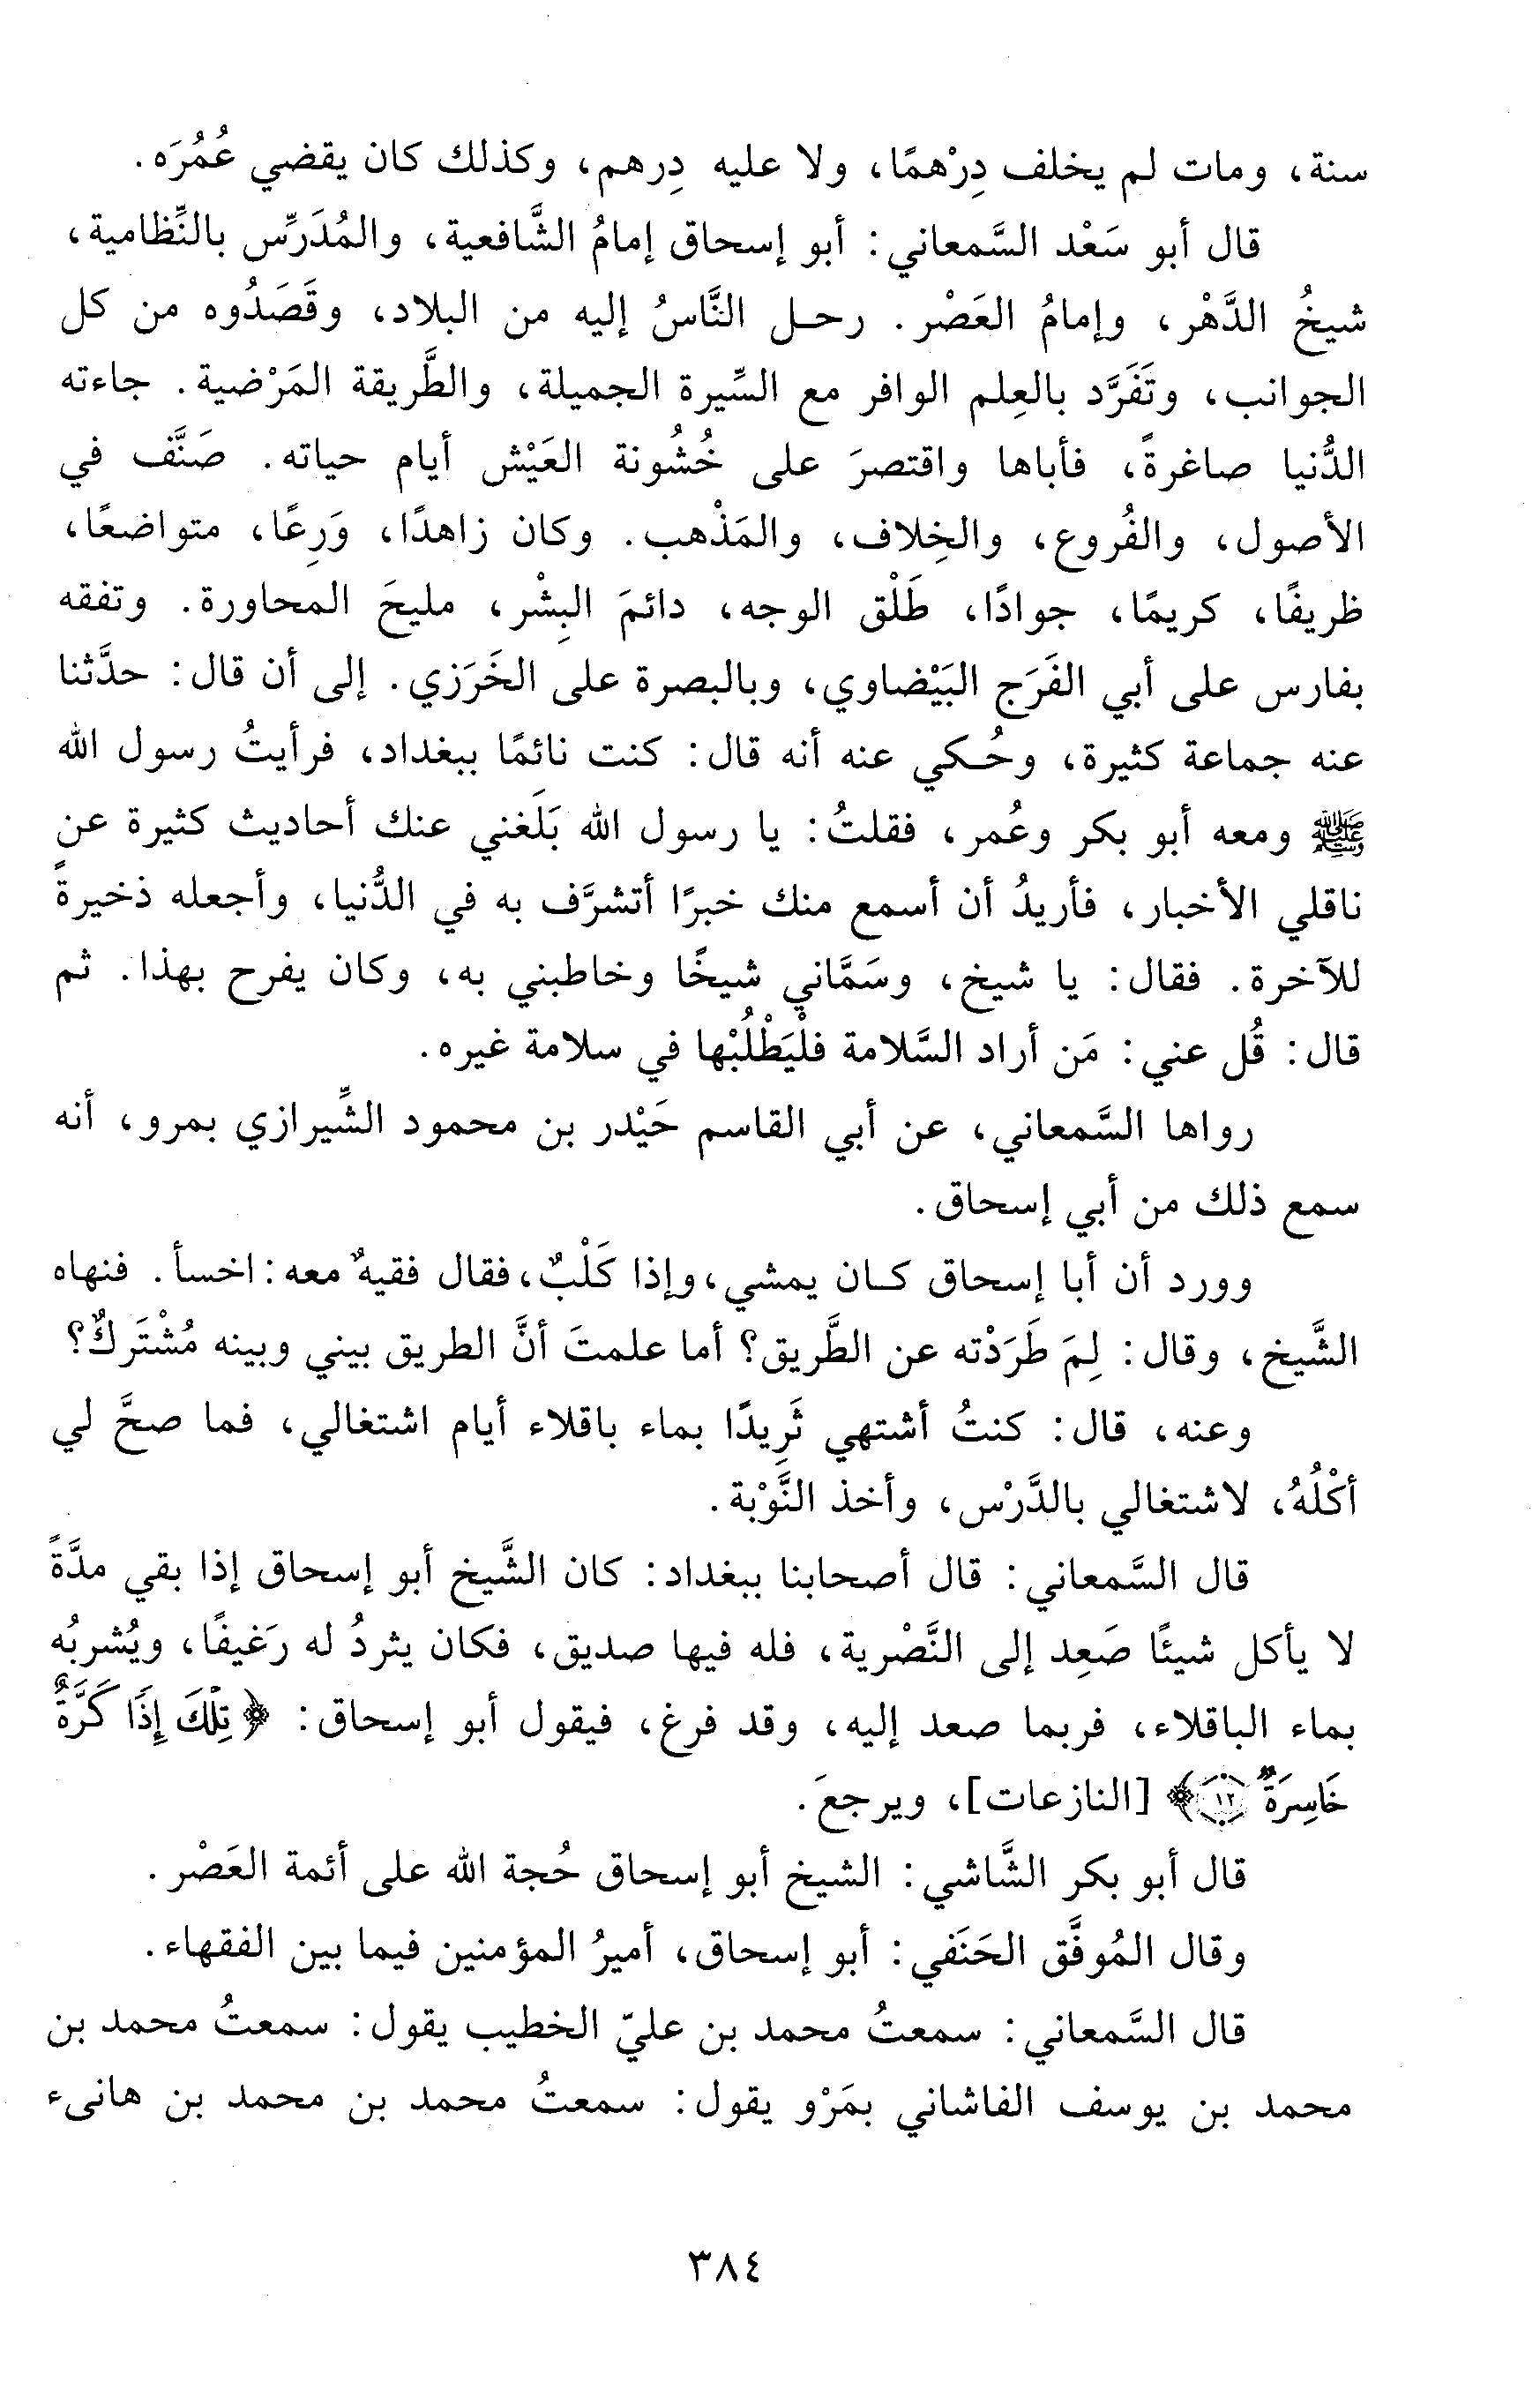 سنة، ومات لم يخلف دِرْهمًا، ولا عليه دِرهم، وكذلك كان يقضي عُمُرَه.
قال أبو سَعْد السَّمعاني: أبو إسحاق إمامُ الشَّافعية، والمُدَرِّس بالنِّظامية،
شيخُ الدَّهْر، وإمامُ العَصْر. رحل النَّاسُ إليه من البلاد، وقَصَدُوه من كل
الجوانب، وتَفَرَّد بالعِلم الوافر مع السِّيرة الجميلة، والطَّريقة المَرْضية. جاءته
الدُّنيا صاغرةً، فأباها واقتصرَ على خُشُونة العَيْش أيام حياته. صَنَّف في
الأصول، والفُروع، والخِلاف، والمَذْهب. وكان زاهدًا، وَرِعًا، متواضعًا،
ظريفًا، كريمًا، جوادًا، طَلْق الوجه، دائمَ البِشْر، مليحَ المحاورة. وتفقه
بفارس على أبي الفَرَج البَيْضاوي، وبالبصرة على الخَرَزي. إلى أن قال: حدَّثنا
عنه جماعة كثيرة، وحُكي عنه أنه قال: كنت نائمًا ببغداد، فرأيتُ رسول الله
ﷺ ومعه أبو بكر وعُمر، فقلتُ: يا رسول الله بَلَغني عنك أحاديث كثيرة عن
ناقلي الأخبار، فأريدُ أن أسمع منك خبرًا أتشرَّف به في الدُّنيا، وأجعله ذخيرةً
للآخرة. فقال: يا شيخ، وسَمَّاني شيخًا وخاطبني به، وكان يفرح بهذا. ثم
قال: قُل عني: مَن أراد السَّلامة فلْيَطْلُبْها في سلامة غيره.
رواها السَّمعاني، عن أبي القاسم حَيْدر بن محمود الشِّيرازي بمرو، أنه
سمع ذلك من أبي إسحاق.
وورد أن أبا إسحاق كان يمشي، وإذا كَلْبٌ، فقال فقيهٌ معه: اخسأ. فنهاه
الشَّيخ، وقال: لِمَ طَرَدْته عن الطَّريق؟ أما علمتَ أنَّ الطريق بيني وبينه مُشْتَركٌ؟
وعنه، قال: كنتُ أشتهي ثَرِيدًا بماء باقلاء أيام اشتغالي، فما صحَّ لي
أكْلُهُ، لاشتغالي بالدَّرْس، وأخذ النَّوْبة.
قال السَّمعاني: قال أصحابنا ببغداد: كان الشَّيخ أبو إسحاق إذا بقي مدَّةً
لا يأكل شيئًا صَعِد إلى النَّصْرية، فله فيها صديق، فكان يثردُ له رَغيفًا، ويُشربُه
بماء الباقلاء، فربما صعد إليه، وقد فرغ، فيقول أبو إسحاق: ﴿تِلْكَ إِذًا كَرَّةٌ
خَاسِرَةٌ ١٢﴾ [النازعات]، ويرجعَ.
قال أبو بكر الشَّاشي: الشيخ أبو إسحاق حُجة الله على أئمة العَصْر.
وقال المُوفَّق الحَنَفي: أبو إسحاق، أميرُ المؤمنين فيما بين الفقهاء.
قال السَّمعاني: سمعتُ محمد بن عليّ الخطيب يقول: سمعتُ محمد بن
محمد بن يوسف الفاشاني بمَرْو يقول: سمعتُ محمد بن محمد بن هانىء
٣٨٤